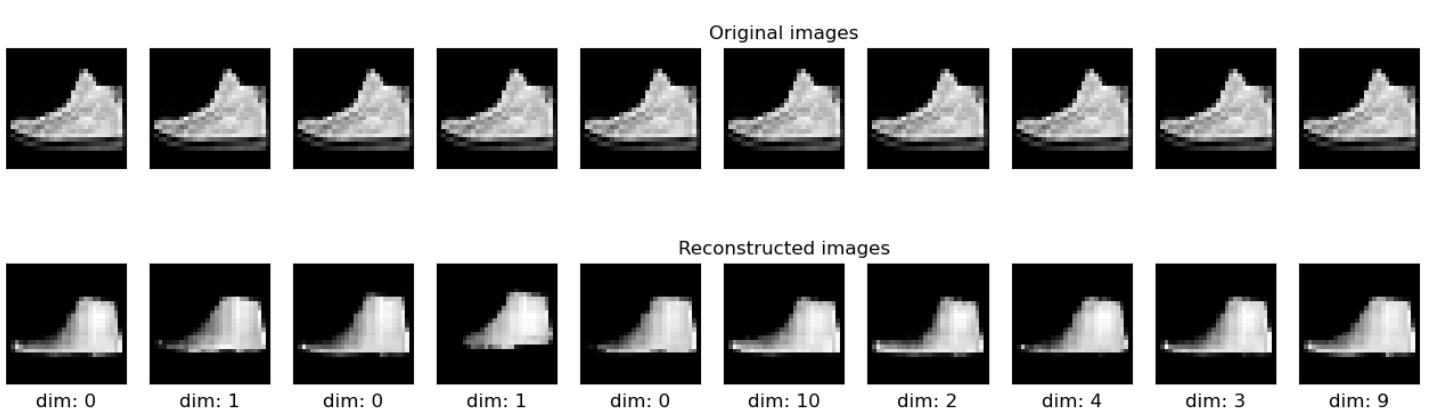 Original images
Reconstructed images
dim: 0 dim: 1 dim: 0 dim: 1 dim: 0 dim: 10 dim: 2 dim: 4 dim: 3 dim: 9